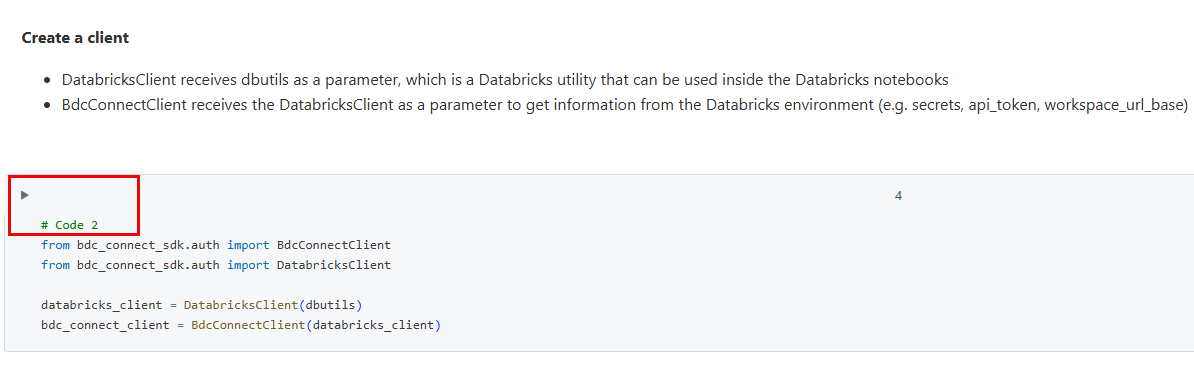 Create a client
• DatabricksClient receives dbutils as a parameter, which is a Databricks utility that can be used inside the Databricks notebooks
• BdcConnectClient receives the DatabricksClient as a parameter to get information from the Databricks environment (e.g. secrets, api_token, workspace_url_base)
4
# Code 2
from bdc_connect_sdk.auth import BdcConnectClient
from bdc_connect_sdk.auth import DatabricksClient
databricks_client = DatabricksClient(dbutils)
bdc_connect_client = BdcConnectClient(databricks_client)